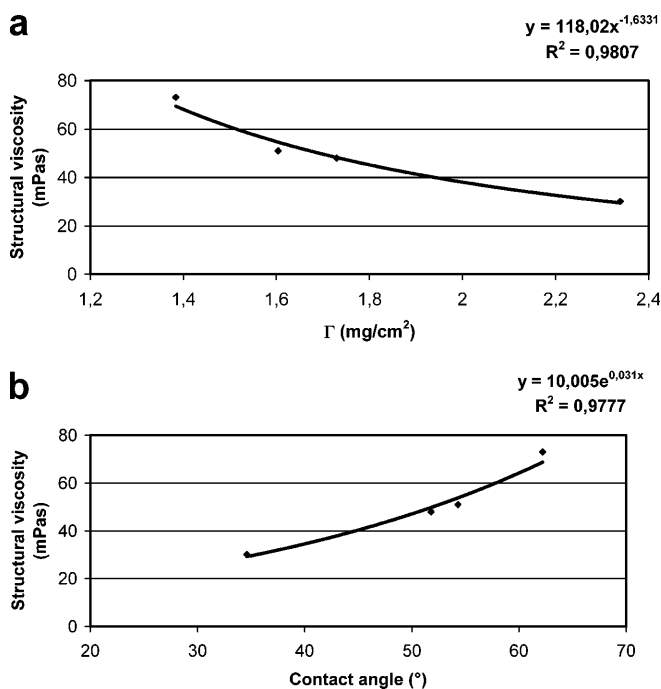 a
y = 118,02x^-1,6331
R² = 0,9807
80
60
40
20
0
Structural viscosity
(mPas)
1,2 1,4 1,6 1,8 2 2,2 2,4
Γ (mg/cm²)
b
y = 10,005e^0,031x
R² = 0,9777
80
60
40
20
0
Structural viscosity
(mPas)
20 30 40 50 60 70
Contact angle (°)